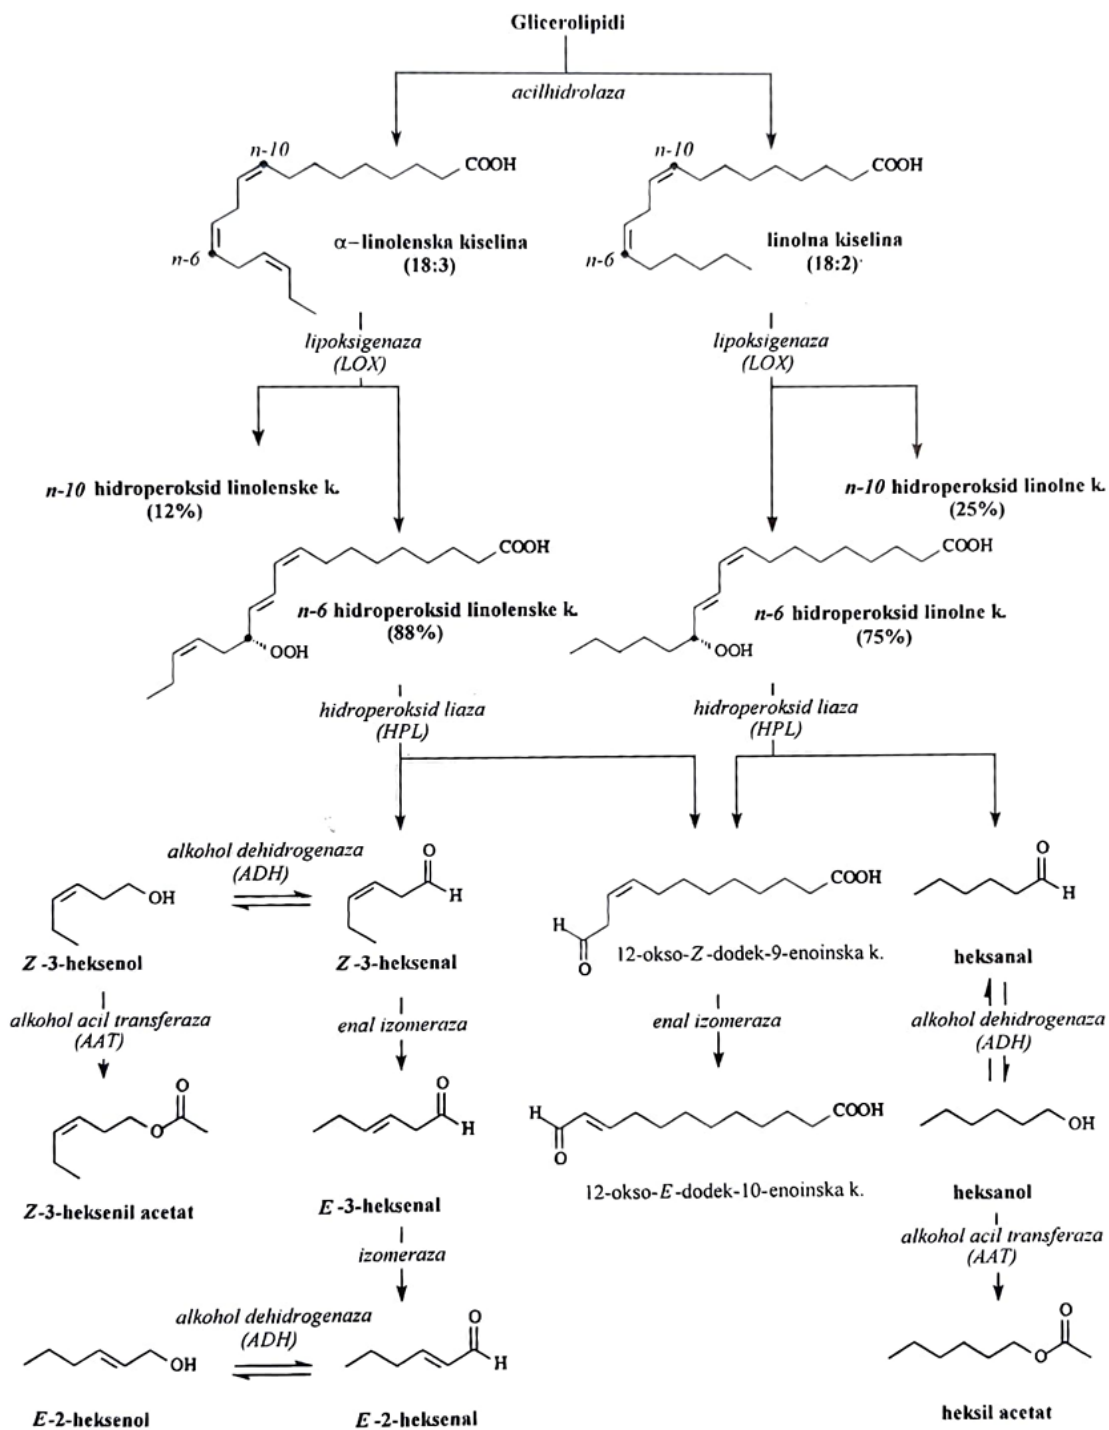 Glicerolipidi
acilhidrolaza
n-10
COOH
n-6
α–linolenska kiselina
(18:3)
n-10
COOH
n-6
linolna kiselina
(18:2)
lipoksigenaza
(LOX)
lipoksigenaza
(LOX)
n-10 hidroperoksid linolenske k.
(12%)
n-10 hidroperoksid linolne k.
(25%)
COOH
n-6 hidroperoksid linolenske k.
(88%)
OOH
COOH
n-6 hidroperoksid linolne k.
(75%)
OOH
hidroperoksid liaza
(HPL)
hidroperoksid liaza
(HPL)
alkohol dehidrogenaza
(ADH)
OH
Z -3-heksenol
O
H
Z -3-heksenal
COOH
H
O
12-okso-Z -dodek-9-enoinska k.
O
H
heksanal
alkohol acil transferaza
(AAT)
enal izomeraza
enal izomeraza
alkohol dehidrogenaza
(ADH)
O
O
Z-3-heksenil acetat
O
H
E -3-heksenal
H
O
COOH
12-okso-E -dodek-10-enoinska k.
OH
heksanol
izomeraza
alkohol acil transferaza
(AAT)
alkohol dehidrogenaza
(ADH)
OH
E-2-heksenol
O
H
E -2-heksenal
O
O
heksil acetat